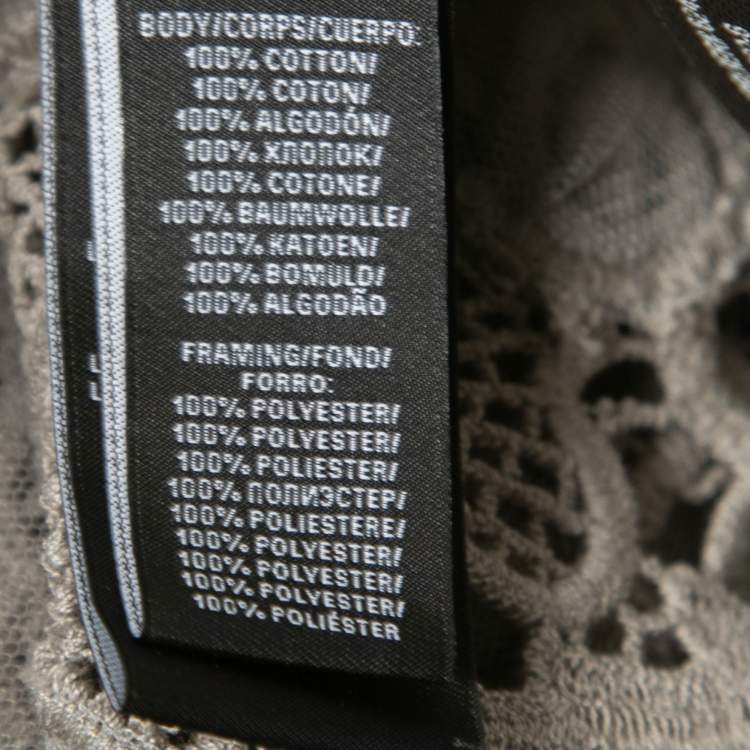 BODY/CORPS/CUERPO:
100% COTTON/
100% COTON/
100% ALGODÓN/
100% ХЛОПОК/
100% COTONE/
100% BAUMWOLLE/
100% KATOEN/
100% BOMULD/
100% ALGODÃO
FRAMING/FOND/
FORRO:
100% POLYESTER/
100% POLYESTER/
100% POLIESTER/
100% ПОЛИЭСТЕР/
100% POLIESTERE/
100% POLYESTER/
100% POLYESTER/
100% POLYESTER/
100% POLIÉSTER